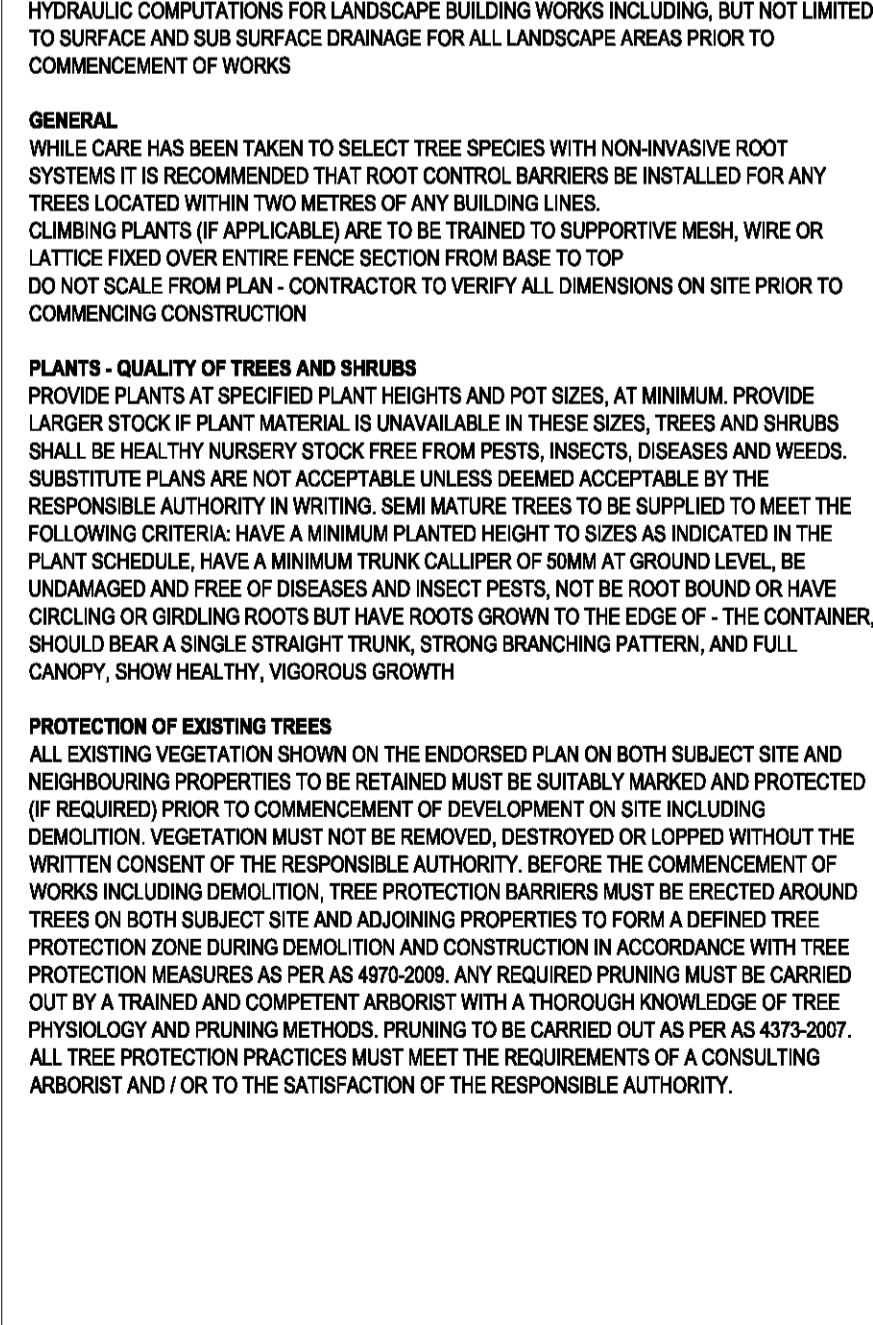 HYDRAULIC COMPUTATIONS FOR LANDSCAPE BUILDING WORKS INCLUDING, BUT NOT LIMITED
TO SURFACE AND SUB SURFACE DRAINAGE FOR ALL LANDSCAPE AREAS PRIOR TO
COMMENCEMENT OF WORKS
GENERAL
WHILE CARE HAS BEEN TAKEN TO SELECT TREE SPECIES WITH NON-INVASIVE ROOT
SYSTEMS IT IS RECOMMENDED THAT ROOT CONTROL BARRIERS BE INSTALLED FOR ANY
TREES LOCATED WITHIN TWO METRES OF ANY BUILDING LINES.
CLIMBING PLANTS (IF APPLICABLE) ARE TO BE TRAINED TO SUPPORTIVE MESH, WIRE OR
LATTICE FIXED OVER ENTIRE FENCE SECTION FROM BASE TO TOP
DO NOT SCALE FROM PLAN - CONTRACTOR TO VERIFY ALL DIMENSIONS ON SITE PRIOR TO
COMMENCING CONSTRUCTION
PLANTS - QUALITY OF TREES AND SHRUBS
PROVIDE PLANTS AT SPECIFIED PLANT HEIGHTS AND POT SIZES, AT MINIMUM. PROVIDE
LARGER STOCK IF PLANT MATERIAL IS UNAVAILABLE IN THESE SIZES, TREES AND SHRUBS
SHALL BE HEALTHY NURSERY STOCK FREE FROM PESTS, INSECTS, DISEASES AND WEEDS.
SUBSTITUTE PLANS ARE NOT ACCEPTABLE UNLESS DEEMED ACCEPTABLE BY THE
RESPONSIBLE AUTHORITY IN WRITING. SEMI MATURE TREES TO BE SUPPLIED TO MEET THE
FOLLOWING CRITERIA: HAVE A MINIMUM PLANTED HEIGHT TO SIZES AS INDICATED IN THE
PLANT SCHEDULE, HAVE A MINIMUM TRUNK CALLIPER OF 50MM AT GROUND LEVEL, BE
UNDAMAGED AND FREE OF DISEASES AND INSECT PESTS, NOT BE ROOT BOUND OR HAVE
CIRCLING OR GIRDLING ROOTS BUT HAVE ROOTS GROWN TO THE EDGE OF - THE CONTAINER,
SHOULD BEAR A SINGLE STRAIGHT TRUNK, STRONG BRANCHING PATTERN, AND FULL
CANOPY, SHOW HEALTHY, VIGOROUS GROWTH
PROTECTION OF EXISTING TREES
ALL EXISTING VEGETATION SHOWN ON THE ENDORSED PLAN ON BOTH SUBJECT SITE AND
NEIGHBOURING PROPERTIES TO BE RETAINED MUST BE SUITABLY MARKED AND PROTECTED
(IF REQUIRED) PRIOR TO COMMENCEMENT OF DEVELOPMENT ON SITE INCLUDING
DEMOLITION. VEGETATION MUST NOT BE REMOVED, DESTROYED OR LOPPED WITHOUT THE
WRITTEN CONSENT OF THE RESPONSIBLE AUTHORITY. BEFORE THE COMMENCEMENT OF
WORKS INCLUDING DEMOLITION, TREE PROTECTION BARRIERS MUST BE ERECTED AROUND
TREES ON BOTH SUBJECT SITE AND ADJOINING PROPERTIES TO FORM A DEFINED TREE
PROTECTION ZONE DURING DEMOLITION AND CONSTRUCTION IN ACCORDANCE WITH TREE
PROTECTION MEASURES AS PER AS 4970-2009. ANY REQUIRED PRUNING MUST BE CARRIED
OUT BY A TRAINED AND COMPETENT ARBORIST WITH A THOROUGH KNOWLEDGE OF TREE
PHYSIOLOGY AND PRUNING METHODS. PRUNING TO BE CARRIED OUT AS PER AS 4373-2007.
ALL TREE PROTECTION PRACTICES MUST MEET THE REQUIREMENTS OF A CONSULTING
ARBORIST AND / OR TO THE SATISFACTION OF THE RESPONSIBLE AUTHORITY.